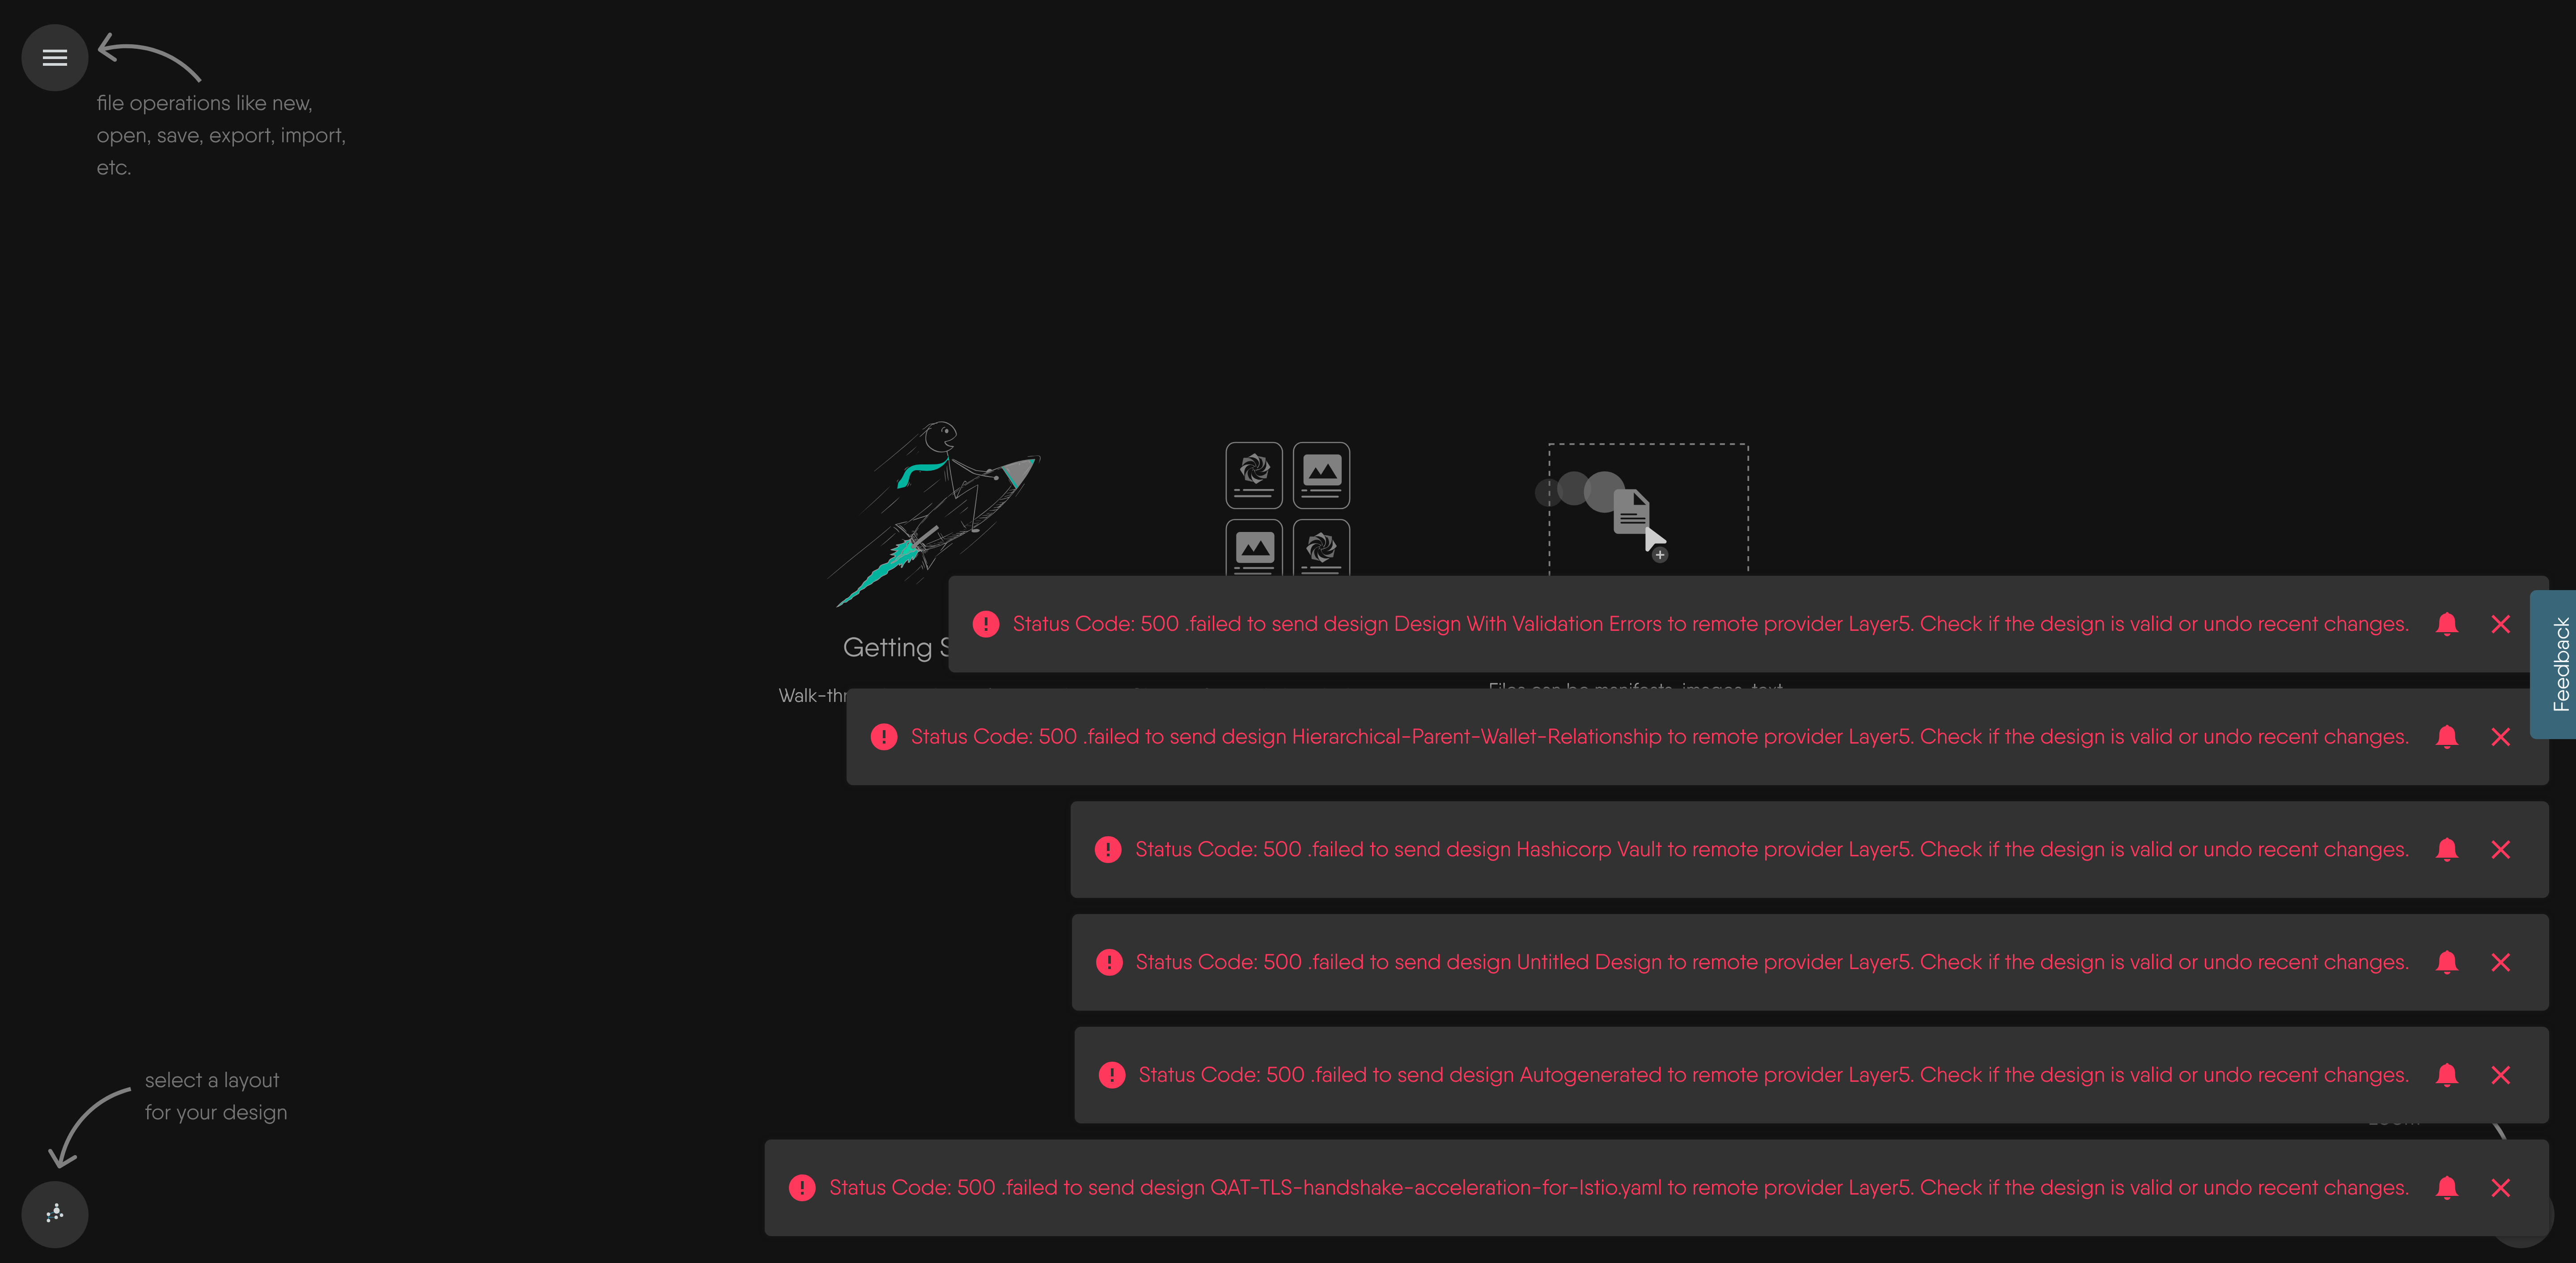 file operations like new,
open, save, export, import,
etc.
Getting
Status Code: 500 .failed to send design Design With Validation Errors to remote provider Layer5. Check if the design is valid or undo recent changes.
Feedback
Files can be manifests, images, text
Status Code: 500 .failed to send design Hierarchical-Parent-Wallet-Relationship to remote provider Layer5. Check if the design is valid or undo recent changes.
Status Code: 500 .failed to send design Hashicorp Vault to remote provider Layer5. Check if the design is valid or undo recent changes.
Status Code: 500 .failed to send design Untitled Design to remote provider Layer5. Check if the design is valid or undo recent changes.
Status Code: 500 .failed to send design Autogenerated to remote provider Layer5. Check if the design is valid or undo recent changes.
select a layout
for your design
Status Code: 500 .failed to send design QAT-TLS-handshake-acceleration-for-Istio.yaml to remote provider Layer5. Check if the design is valid or undo recent changes.